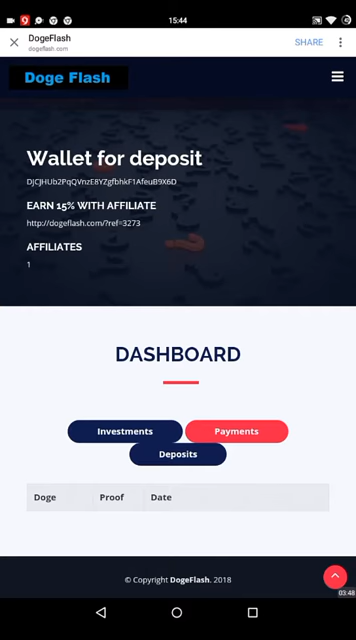 15:44
DogeFlash
dogeflash.com
SHARE
Doge Flash
Wallet for deposit
DJCJHUb2PqQVnzE8YZgfbhkF1AfeuB9X6D
EARN 15% WITH AFFILIATE
http://dogeflash.com/?ref=3273
AFFILIATES
1
DASHBOARD
Investments
Payments
Deposits
Doge Proof Date
© Copyright DogeFlash. 2018
03:48